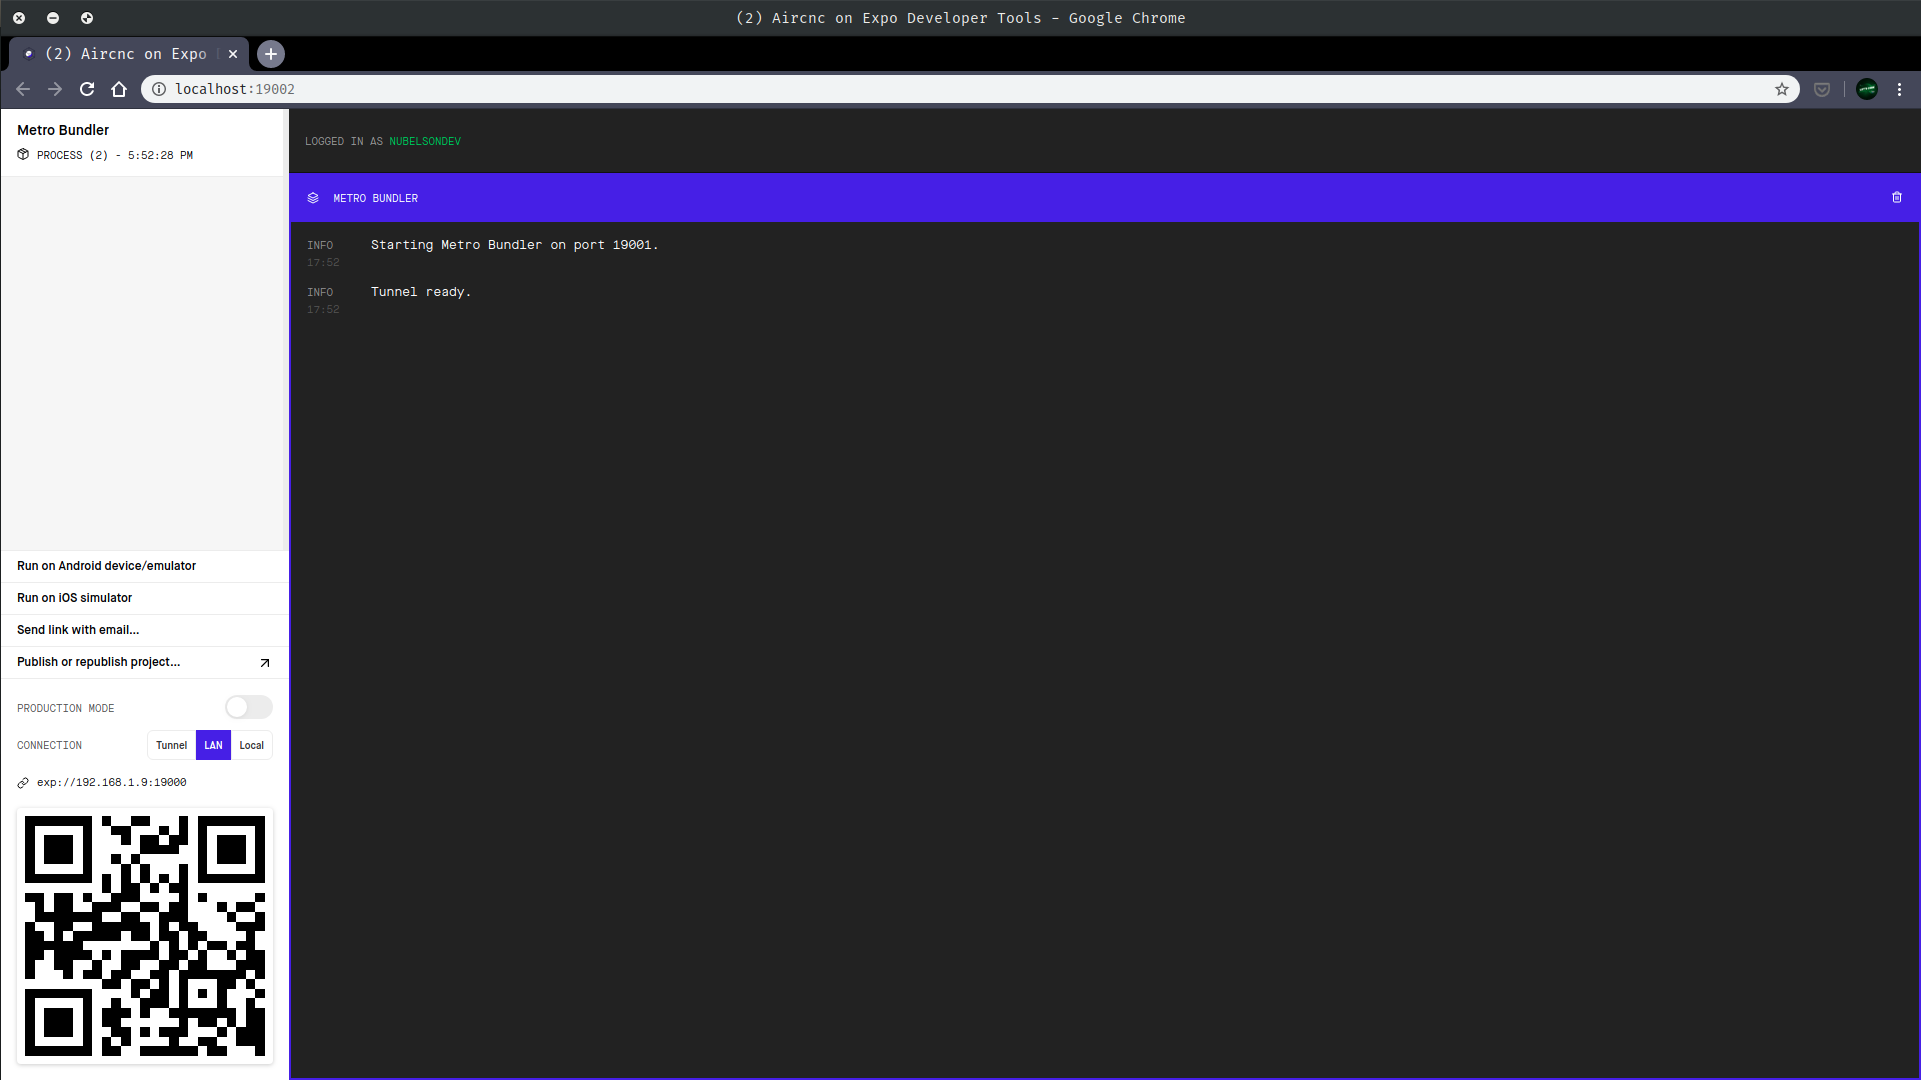 (2) Aircnc on Expo Developer Tools - Google Chrome
(2) Aircnc on Expo
localhost:19002
Metro Bundler
PROCESS (2) - 5:52:28 PM
LOGGED IN AS NUBELSONDEV
METRO BUNDLER
INFO Starting Metro Bundler on port 19001.
17:52
INFO Tunnel ready.
17:52
Run on Android device/emulator
Run on iOS simulator
Send link with email...
Publish or republish project...
PRODUCTION MODE
CONNECTION Tunnel LAN Local
exp://192.168.1.9:19000